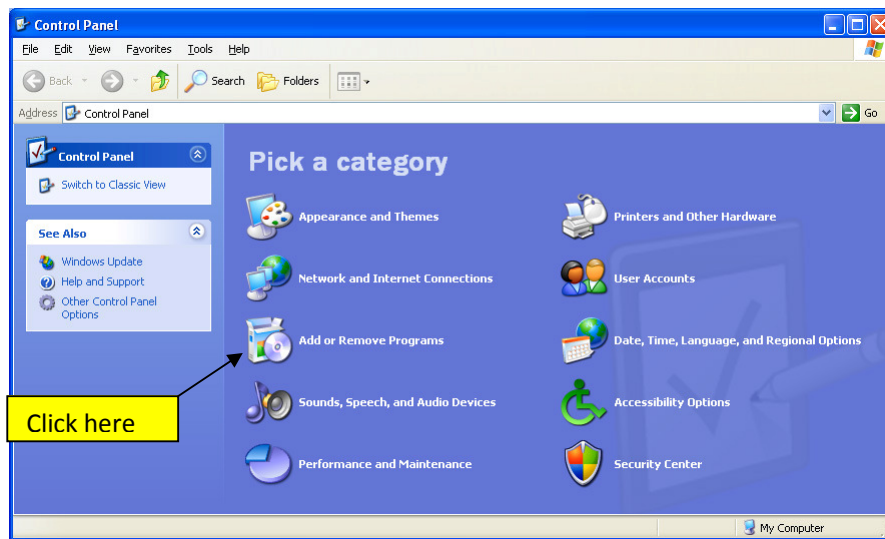 Control Panel
File Edit View Favorites Tools Help
Back Search Folders
Address Control Panel Go
Control Panel
Switch to Classic View
See Also
Windows Update
Help and Support
Other Control Panel
Options
Pick a category
Appearance and Themes
Printers and Other Hardware
Network and Internet Connections
User Accounts
Add or Remove Programs
Date, Time, Language, and Regional Options
Sounds, Speech, and Audio Devices
Accessibility Options
Performance and Maintenance
Security Center
Click here
My Computer